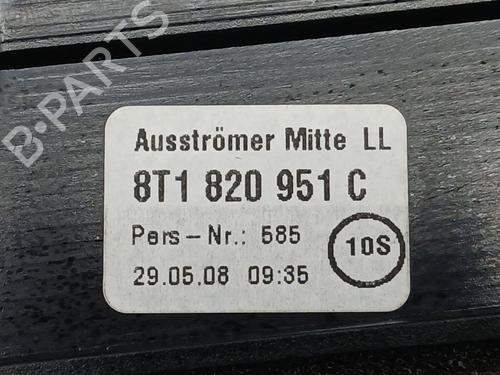 B-PARTS
Ausströmer Mitte LL
8T1 820 951 C
Pers-Nr.: 585
10S
29.05.08 09:35